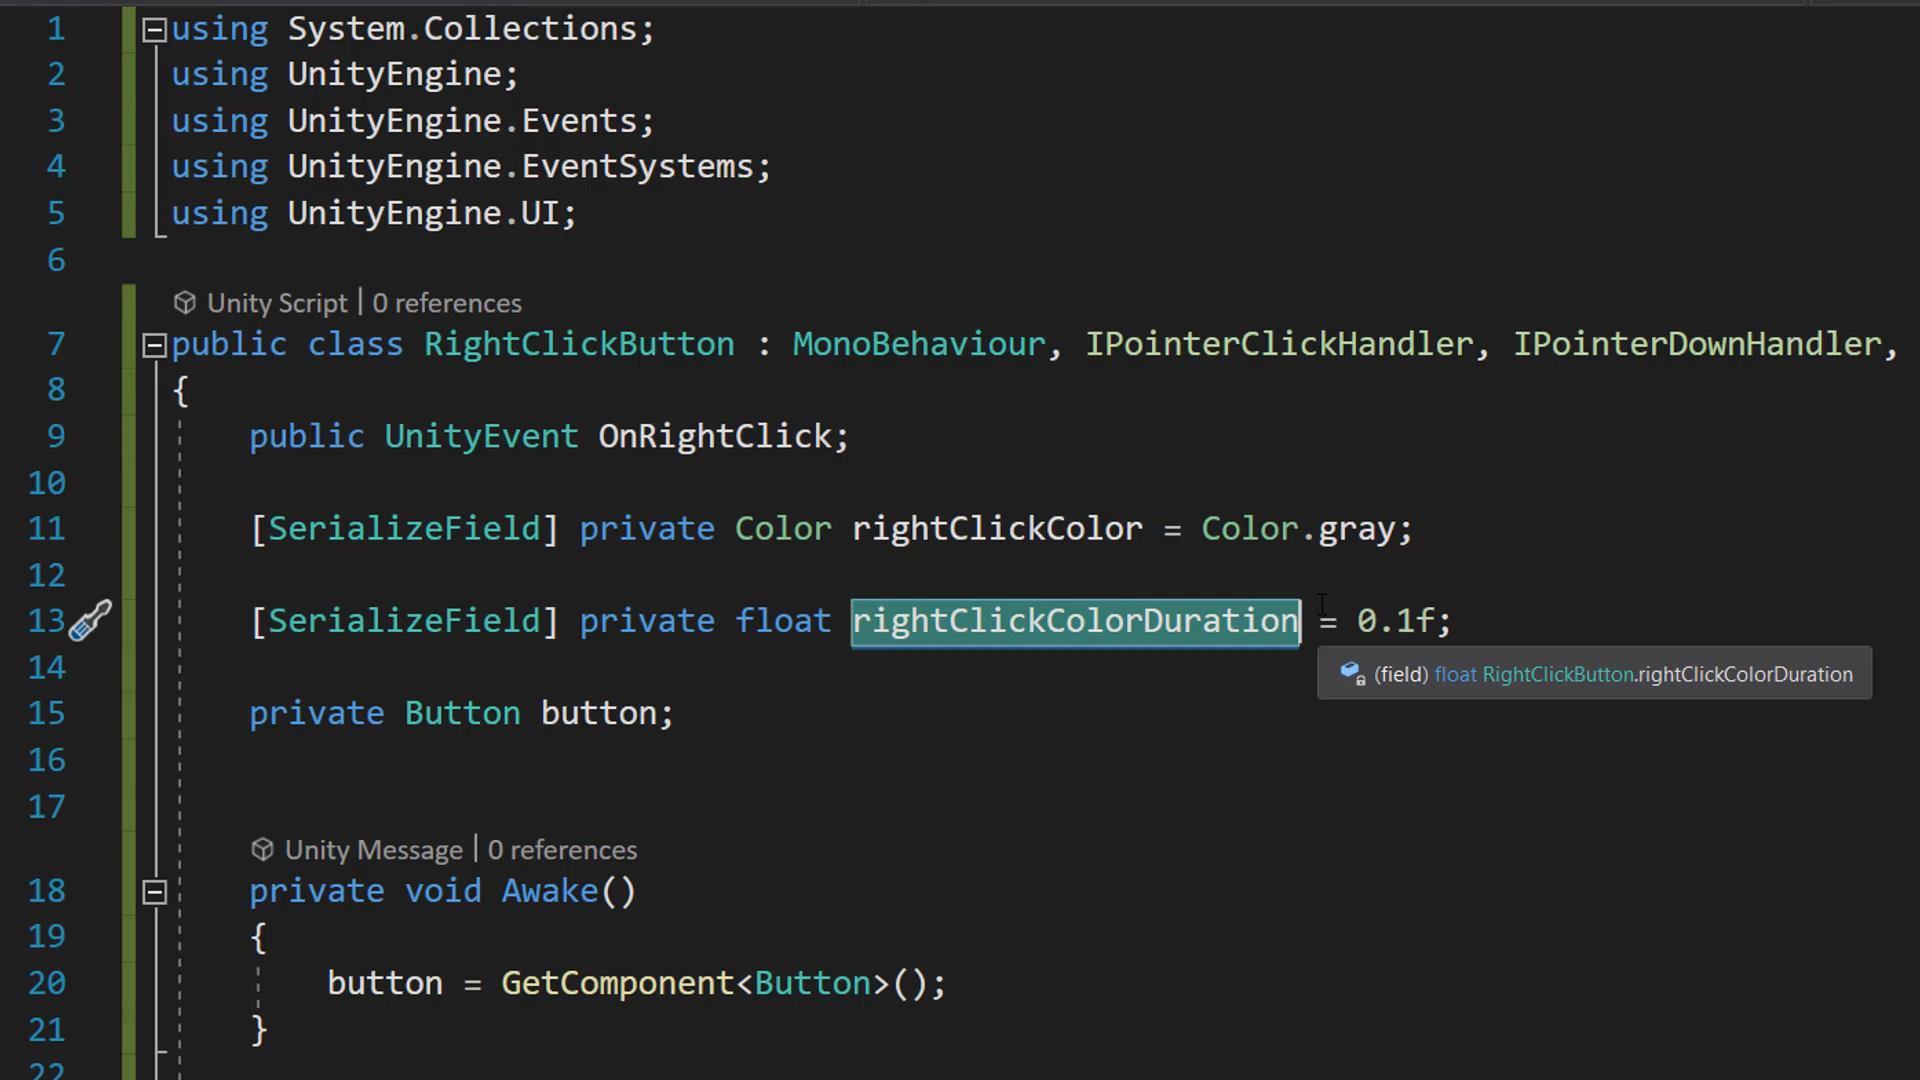 1 using System.Collections;
2 using UnityEngine;
3 using UnityEngine.Events;
4 using UnityEngine.EventSystems;
5 using UnityEngine.UI;
6
Unity Script | 0 references
7 public class RightClickButton : MonoBehaviour, IPointerClickHandler, IPointerDownHandler,
8 {
9 public UnityEvent OnRightClick;
10
11 [SerializeField] private Color rightClickColor = Color.gray;
12
13 [SerializeField] private float rightClickColorDuration = 0.1f;
(field) float RightClickButton.rightClickColorDuration
14
15 private Button button;
16
17
Unity Message | 0 references
18 private void Awake()
19 {
20 button = GetComponent<Button>();
21 }
22